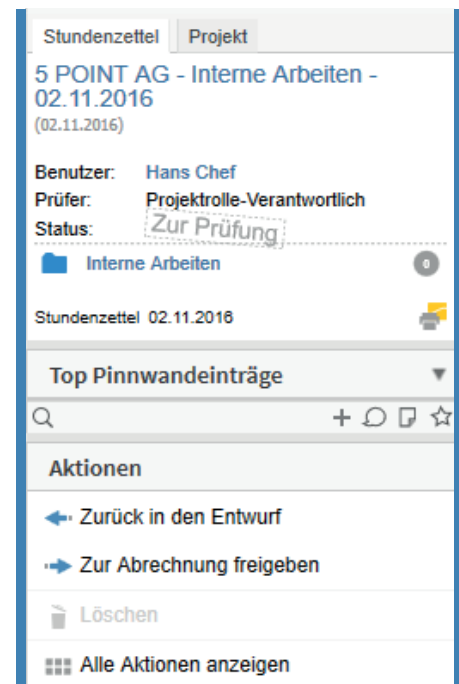 Stundenzettel Projekt
5 POINT AG - Interne Arbeiten -
02.11.2016
(02.11.2016)
Benutzer: Hans Chef
Prüfer: Projektrolle-Verantwortlich
Status: Zur Prüfung
Interne Arbeiten 0
Stundenzettel 02.11.2016
Top Pinnwandeinträge
Aktionen
Zurück in den Entwurf
Zur Abrechnung freigeben
Löschen
Alle Aktionen anzeigen